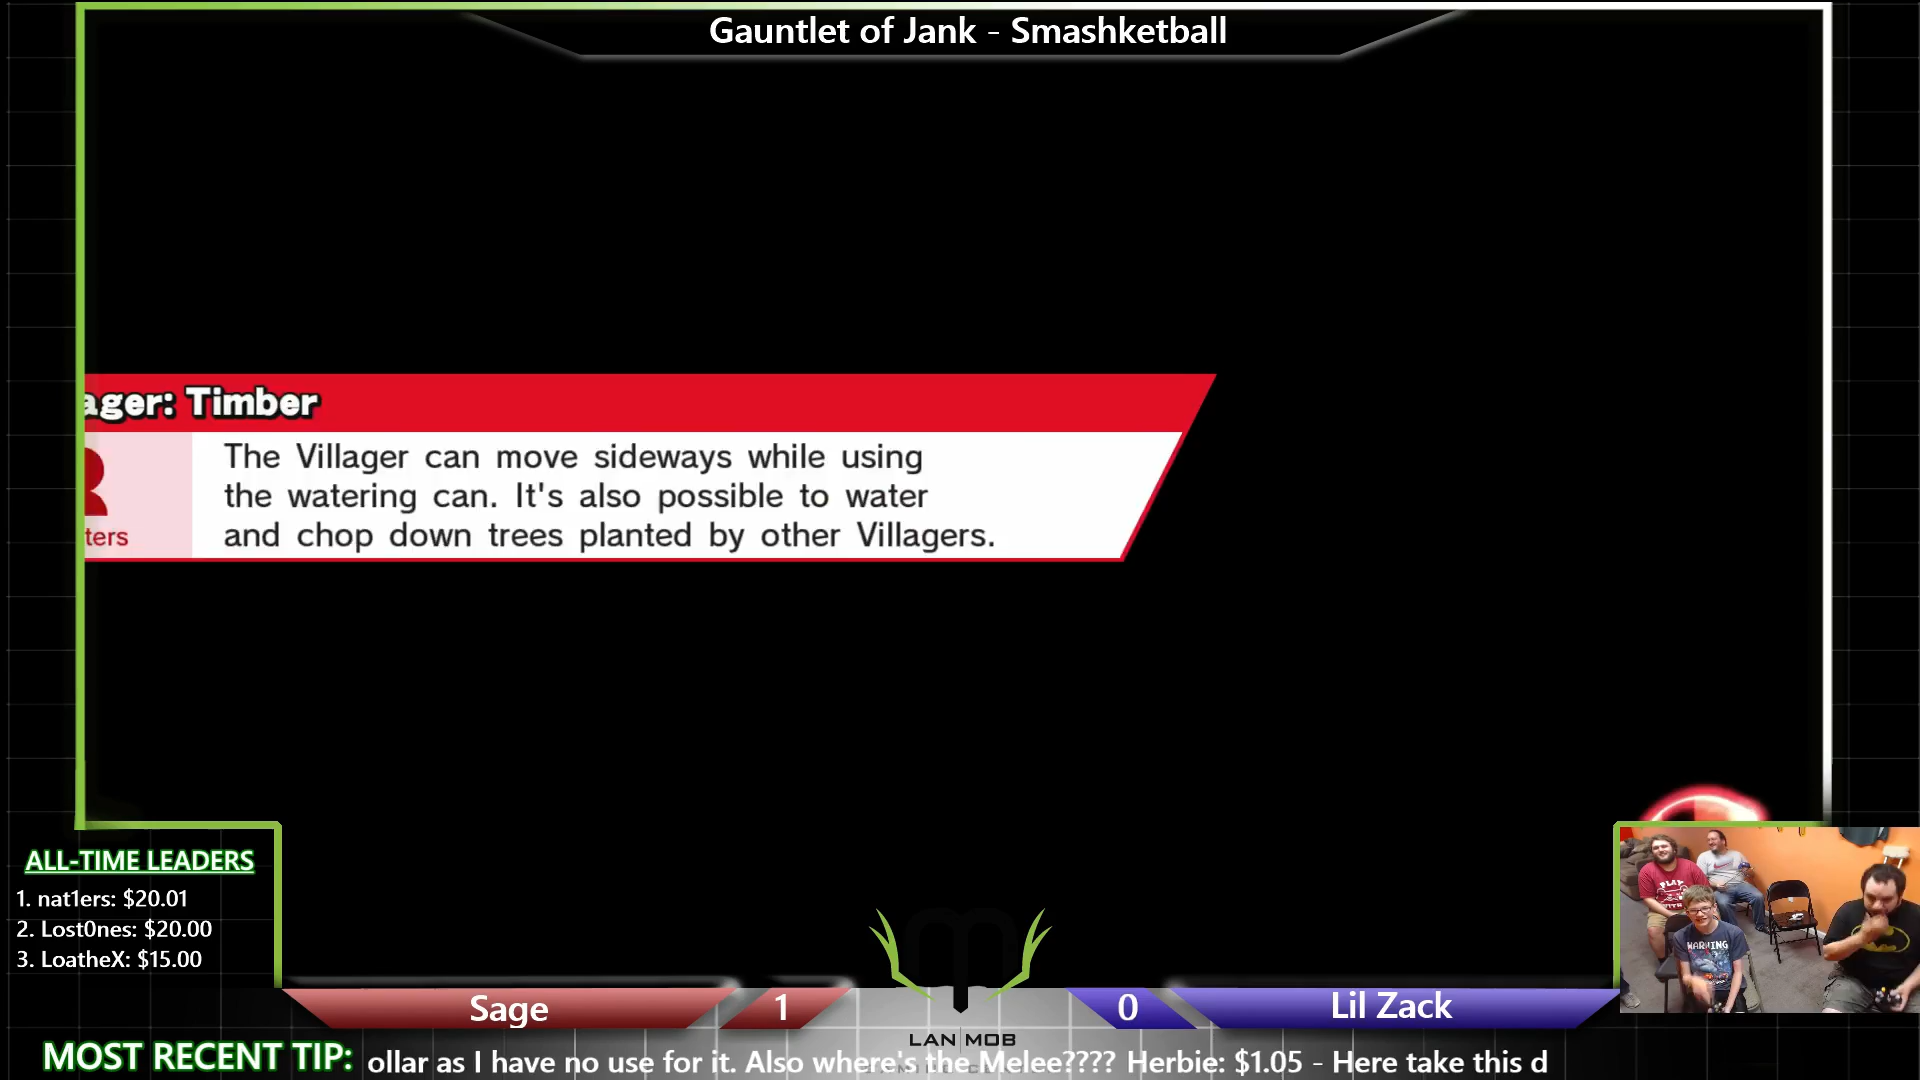 Gauntlet of Jank - Smashketball
ager: Timber
The Villager can move sideways while using
the watering can. It's also possible to water
and chop down trees planted by other Villagers.
ters
ALL-TIME LEADERS
1. nat1ers: $20.01
2. Lost0nes: $20.00
3. LoatheX: $15.00
Sage
1
0
Lil Zack
LAN MOB
WARNING
PLAY
MOST RECENT TIP:
ollar as I have no use for it. Also where's the Melee???? Herbie: $1.05 - Here take this d